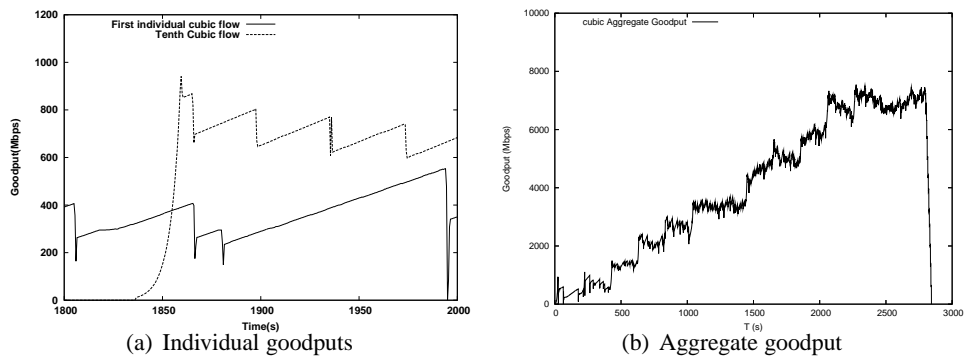 First individual cubic flow
Tenth Cubic flow
1200
1000
800
600
400
200
0
Goodput(Mbps)
1800
1850
1900
1950
2000
Time(s)
(a) Individual goodputs
cubic Aggregate Goodput
10000
8000
6000
4000
2000
0
Goodput (Mbps)
0
500
1000
1500
2000
2500
3000
T (s)
(b) Aggregate goodput